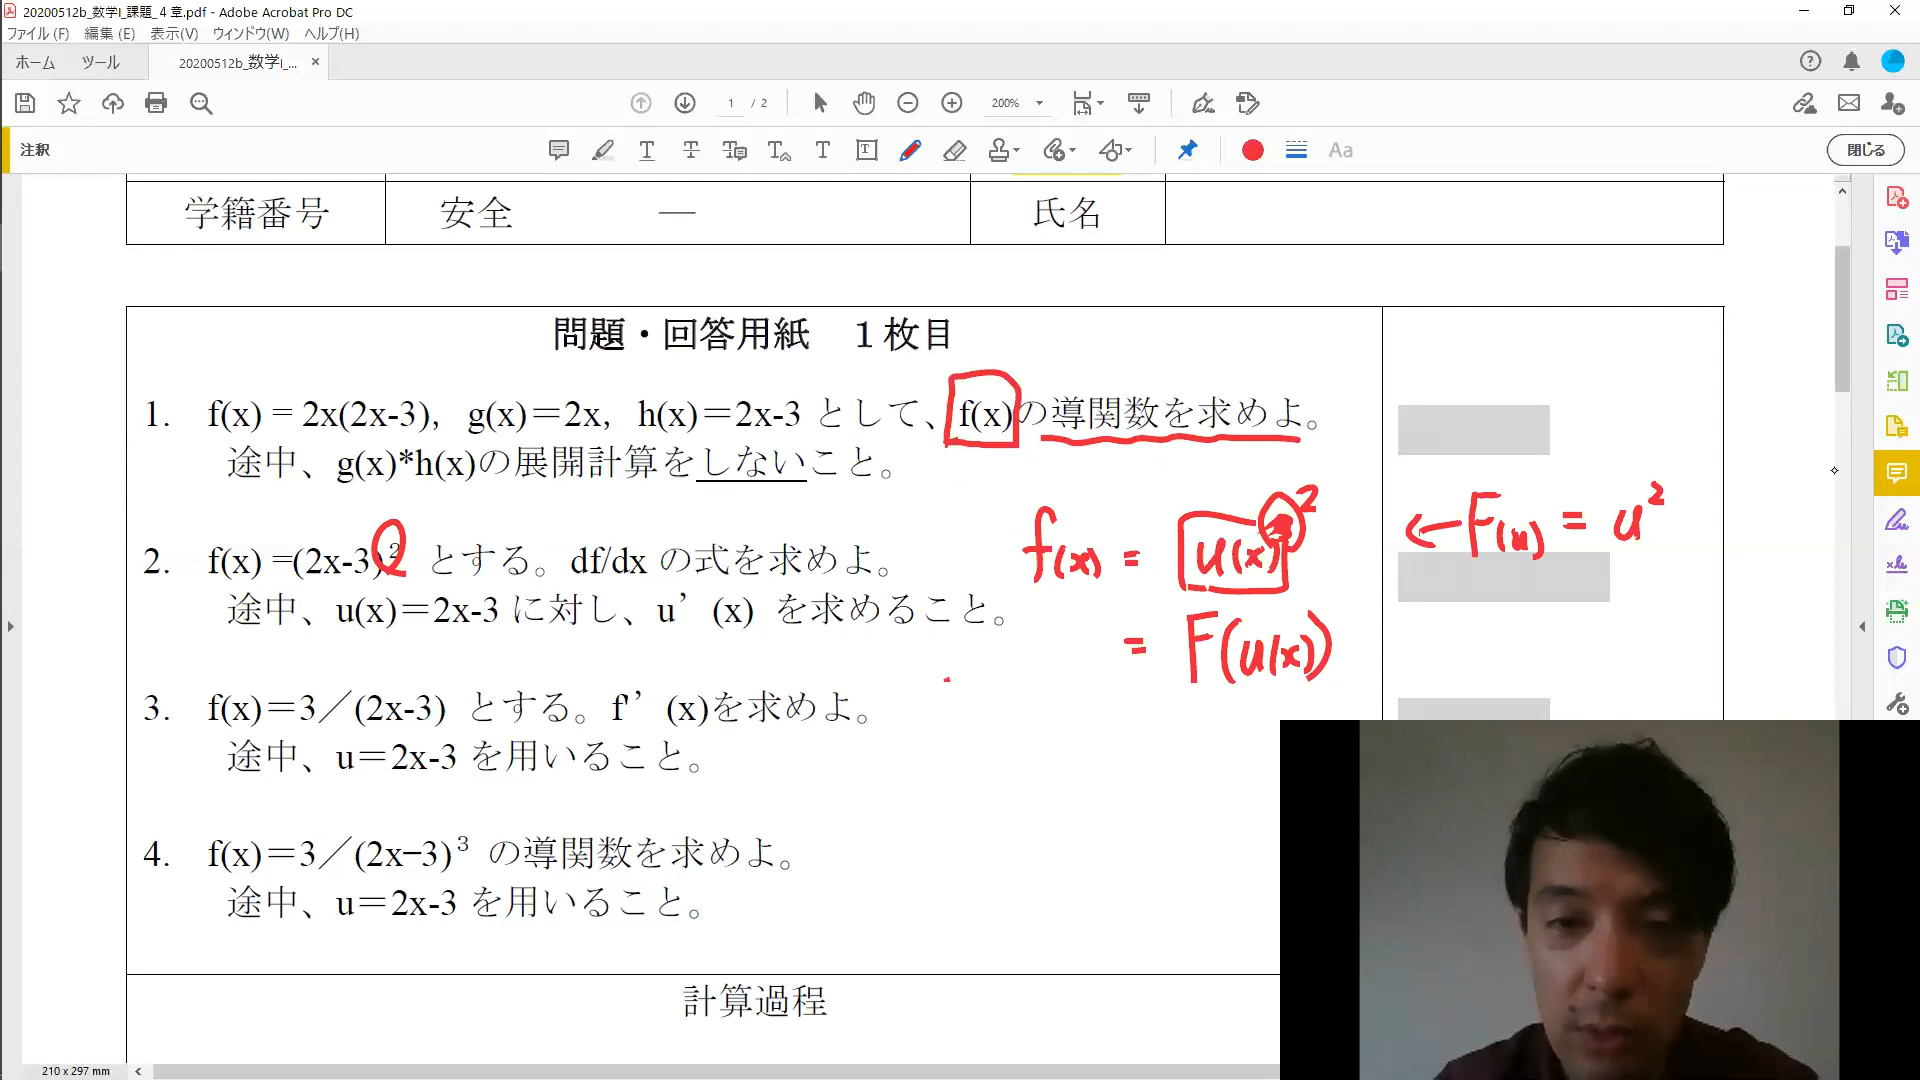 20200512b_数学I_課題_4 章.pdf - Adobe Acrobat Pro DC
ファイル(F) 編集(E) 表示(V) ウィンドウ(W) ヘルプ(H)
ホーム ツール 20200512b_数学I_... ×
1 / 2 200%
注釈 Aa 閉じる
学籍番号 安全 ― 氏名
問題・回答用紙 1枚目
1. f(x) = 2x(2x-3), g(x)=2x, h(x)=2x-3 として、f(x)の導関数を求めよ。
途中、g(x)*h(x)の展開計算をしないこと。
f(x) = u(x)² ← F(u) = u²
2. f(x) =(2x-3)² とする。df/dx の式を求めよ。
途中、u(x)=2x-3 に対し、u’(x) を求めること。
= F(u(x))
3. f(x)=3/(2x-3) とする。f'’(x)を求めよ。
途中、u=2x-3 を用いること。
4. f(x)=3/(2x−3)³ の導関数を求めよ。
途中、u=2x-3 を用いること。
計算過程
210 x 297 mm